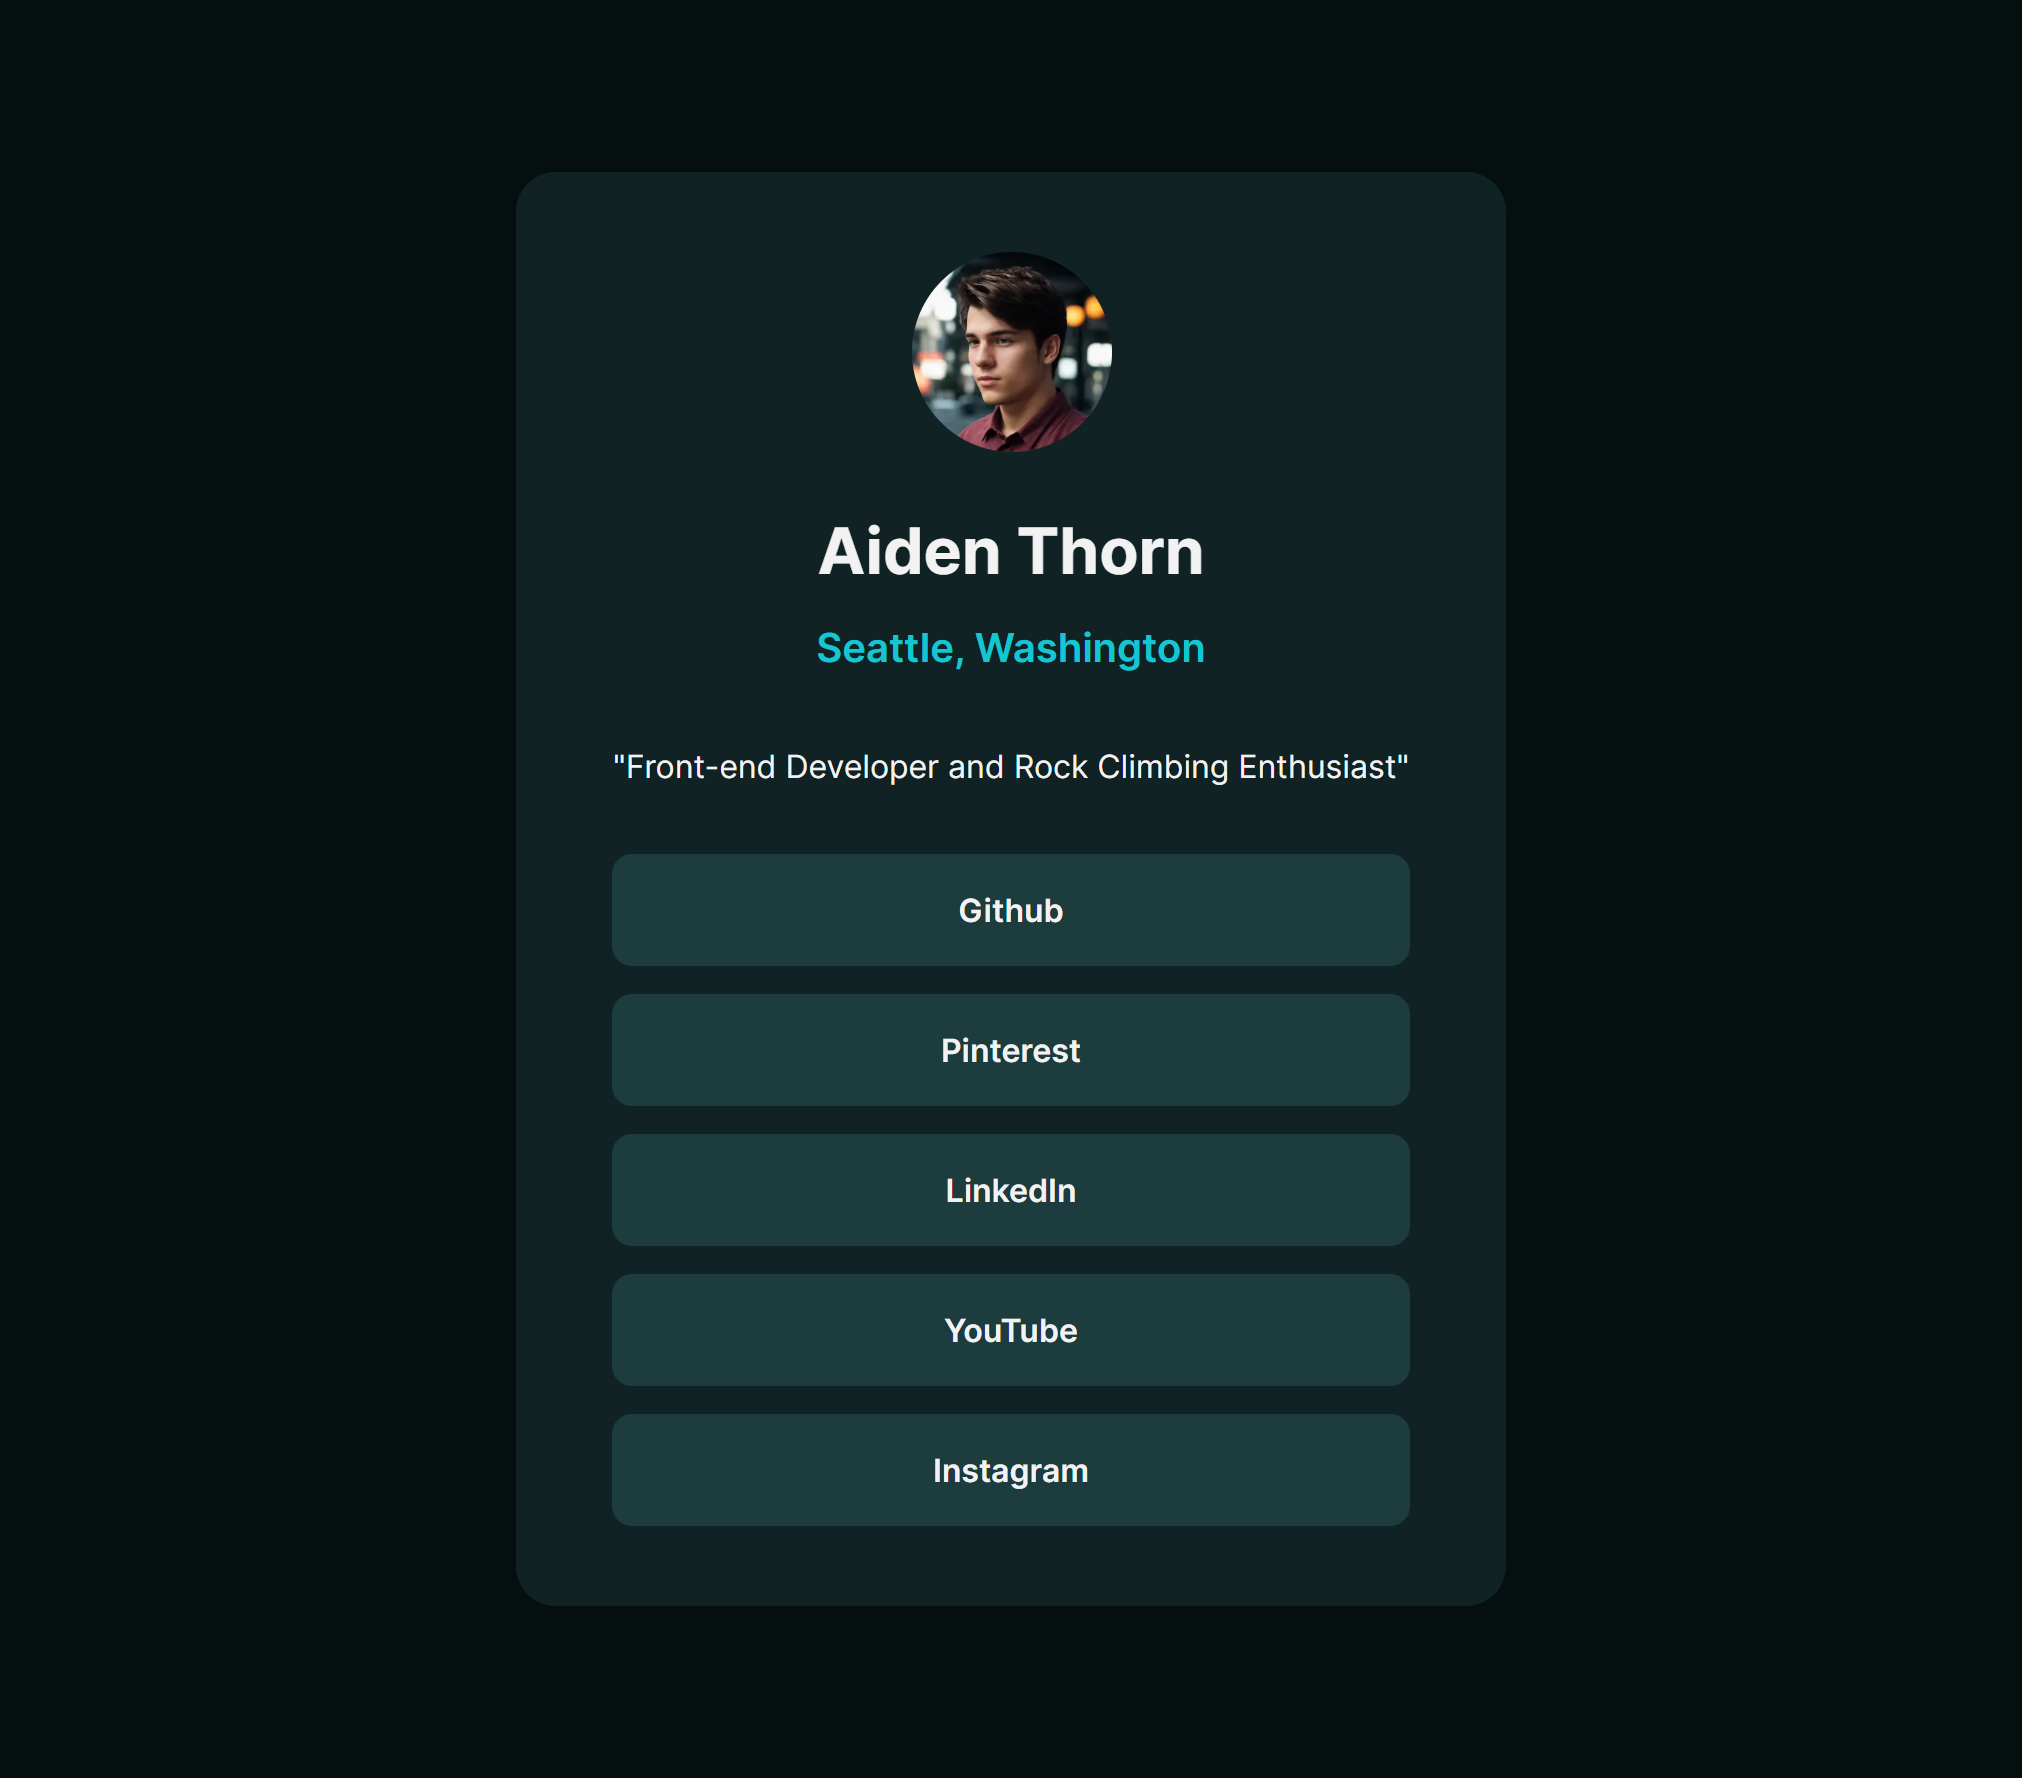 Aiden Thorn
Seattle, Washington
"Front-end Developer and Rock Climbing Enthusiast"
Github
Pinterest
LinkedIn
YouTube
Instagram